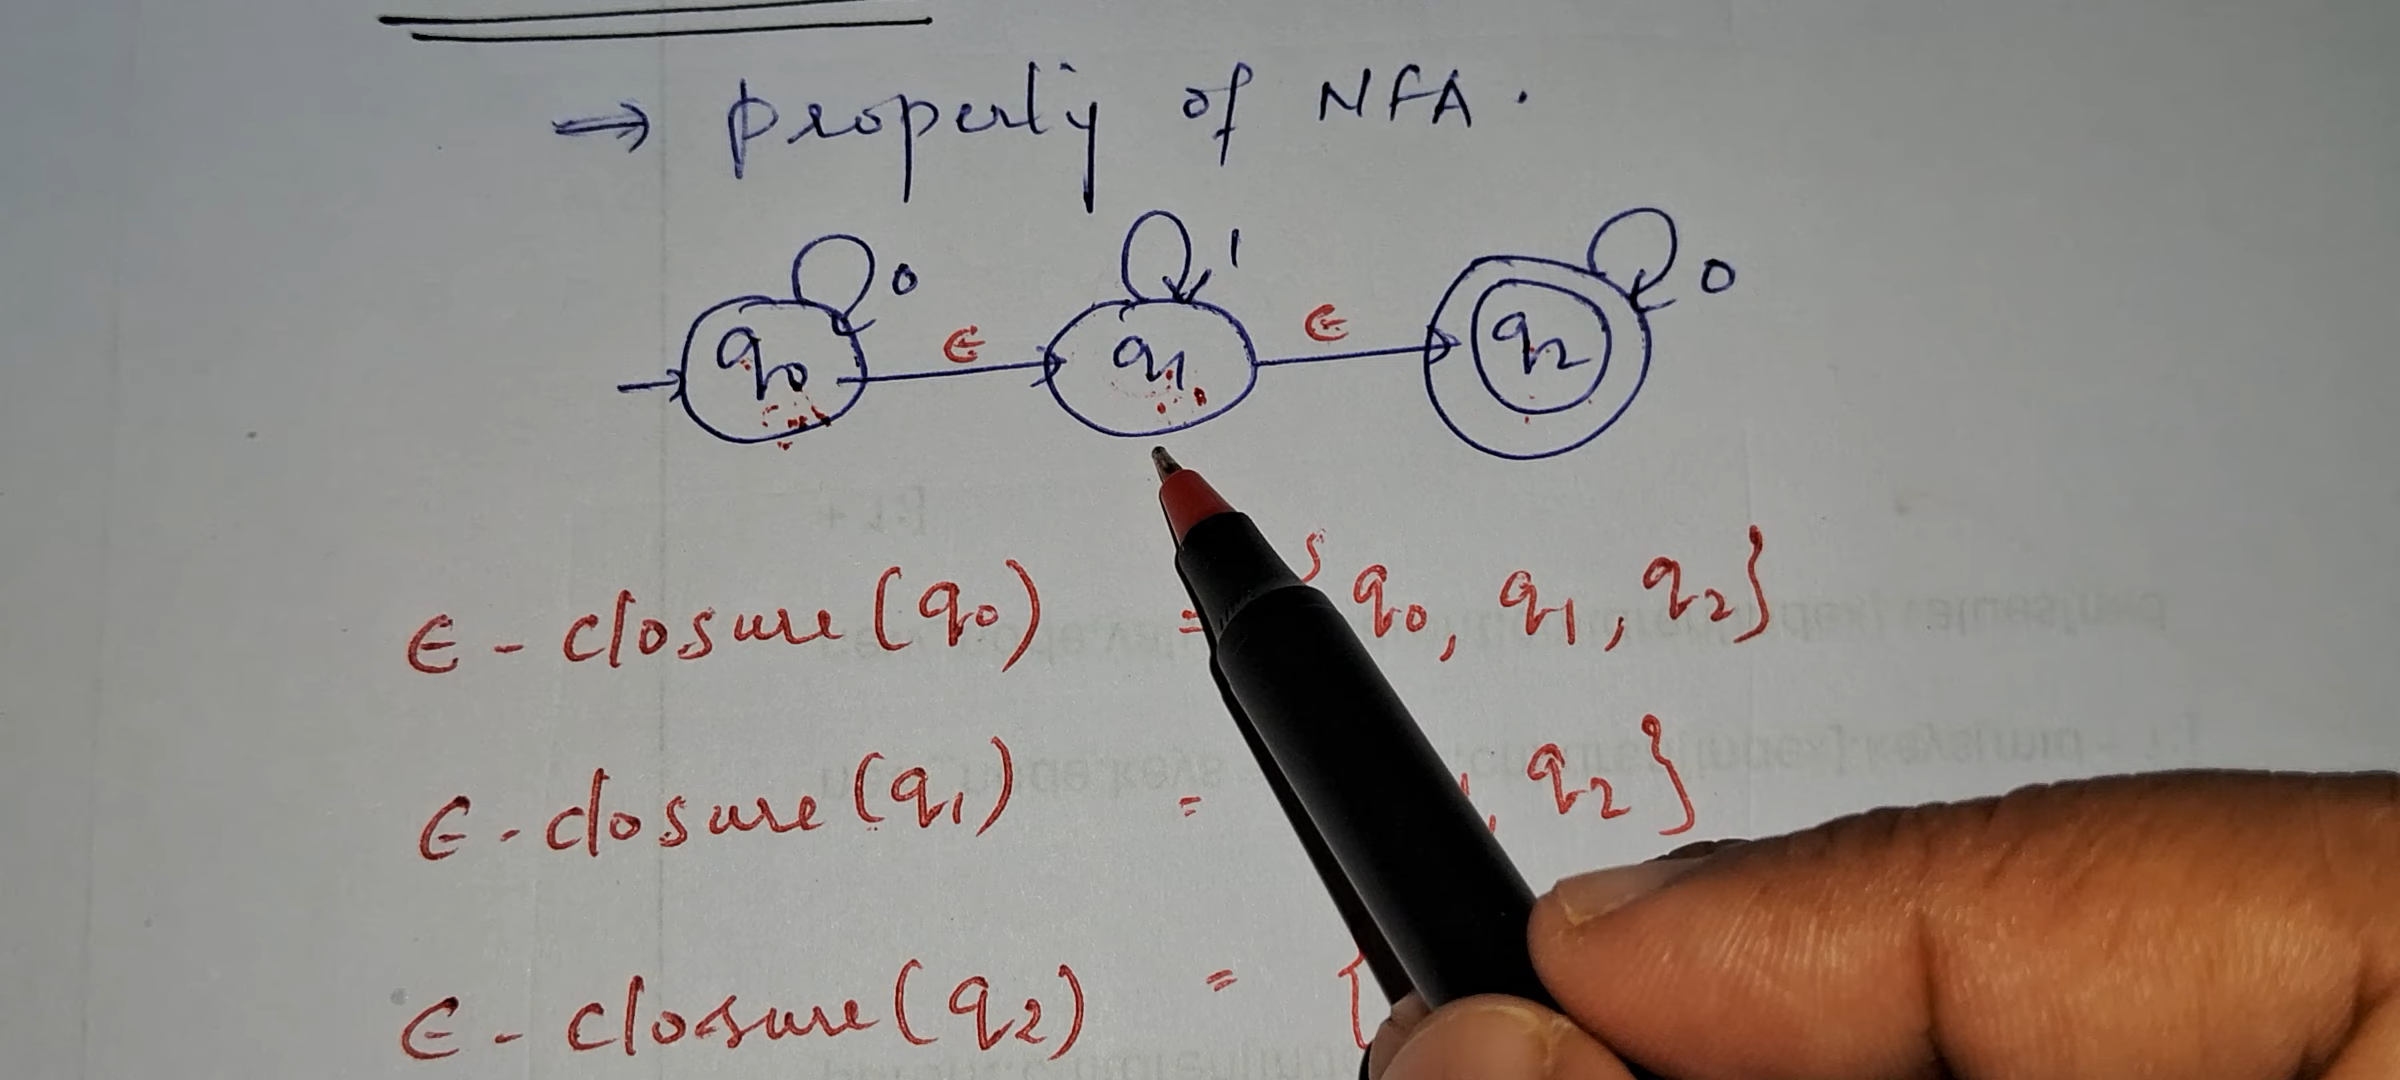 ⇒ property of NFA.
0 1 0
q0 ϵ q1 ϵ q2
ϵ - closure(q0) = { q0, q1, q2}
ϵ - closure(q1) = , q2}
ϵ - closure(q2) = {